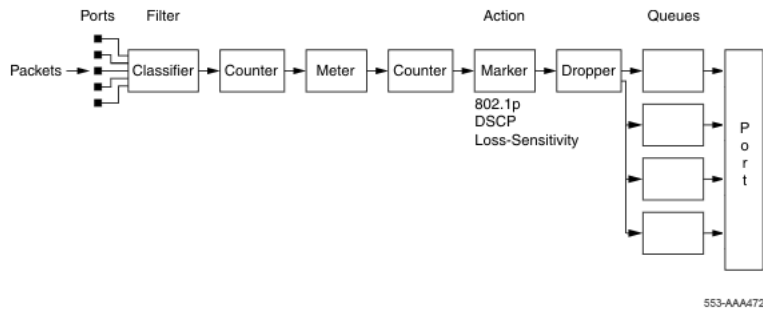 Ports
Filter
Action
Queues
Packets
Classifier
Counter
Meter
Counter
Marker
Dropper
802.1p
DSCP
Loss-Sensitivity
P
o
r
t
553-AAA472